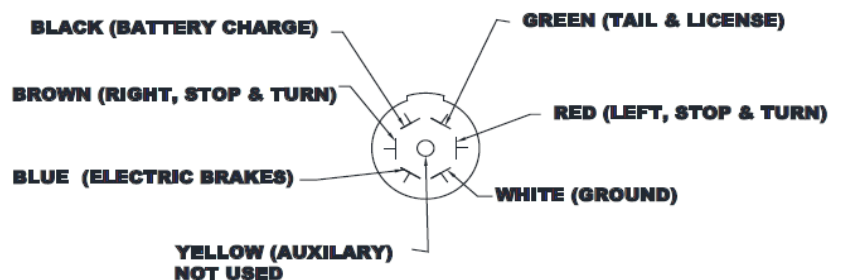 BLACK (BATTERY CHARGE)
GREEN (TAIL & LICENSE)
BROWN (RIGHT, STOP & TURN)
RED (LEFT, STOP & TURN)
BLUE (ELECTRIC BRAKES)
WHITE (GROUND)
YELLOW (AUXILARY)
NOT USED